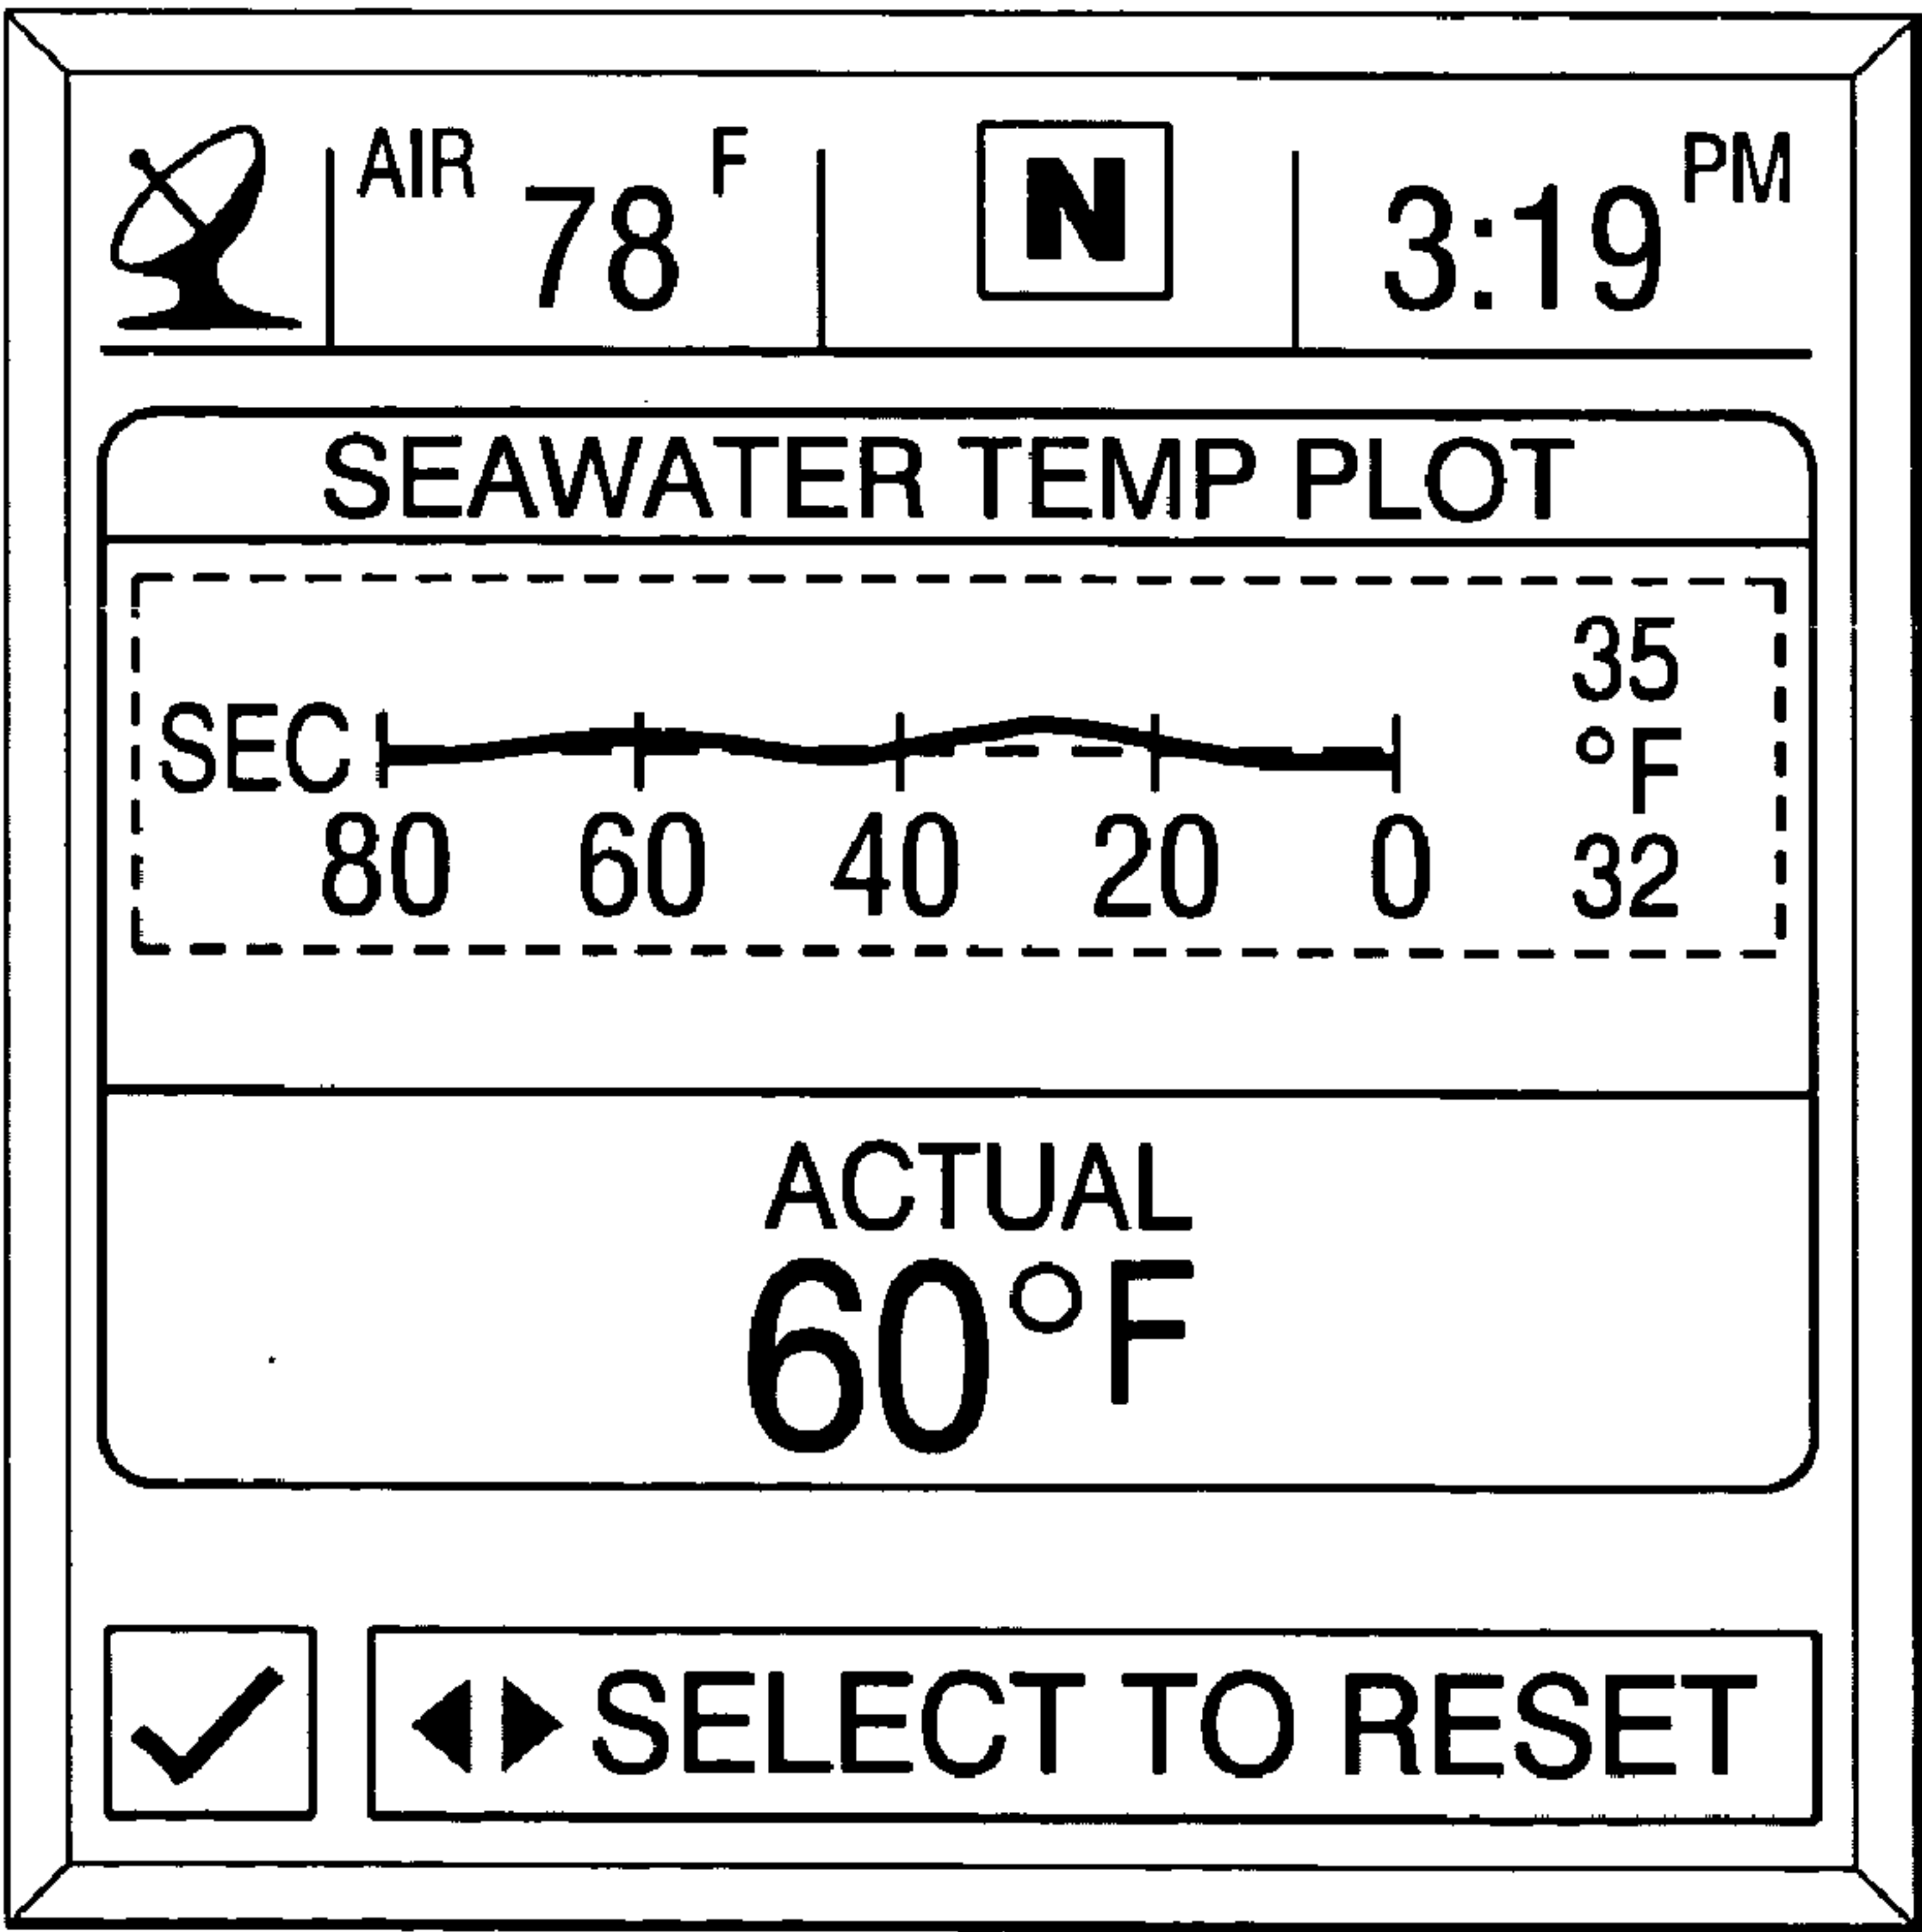 AIR 78 F N 3:19 PM
SEAWATER TEMP PLOT
35
SEC °F
80 60 40 20 0 32
ACTUAL
60°F
SELECT TO RESET